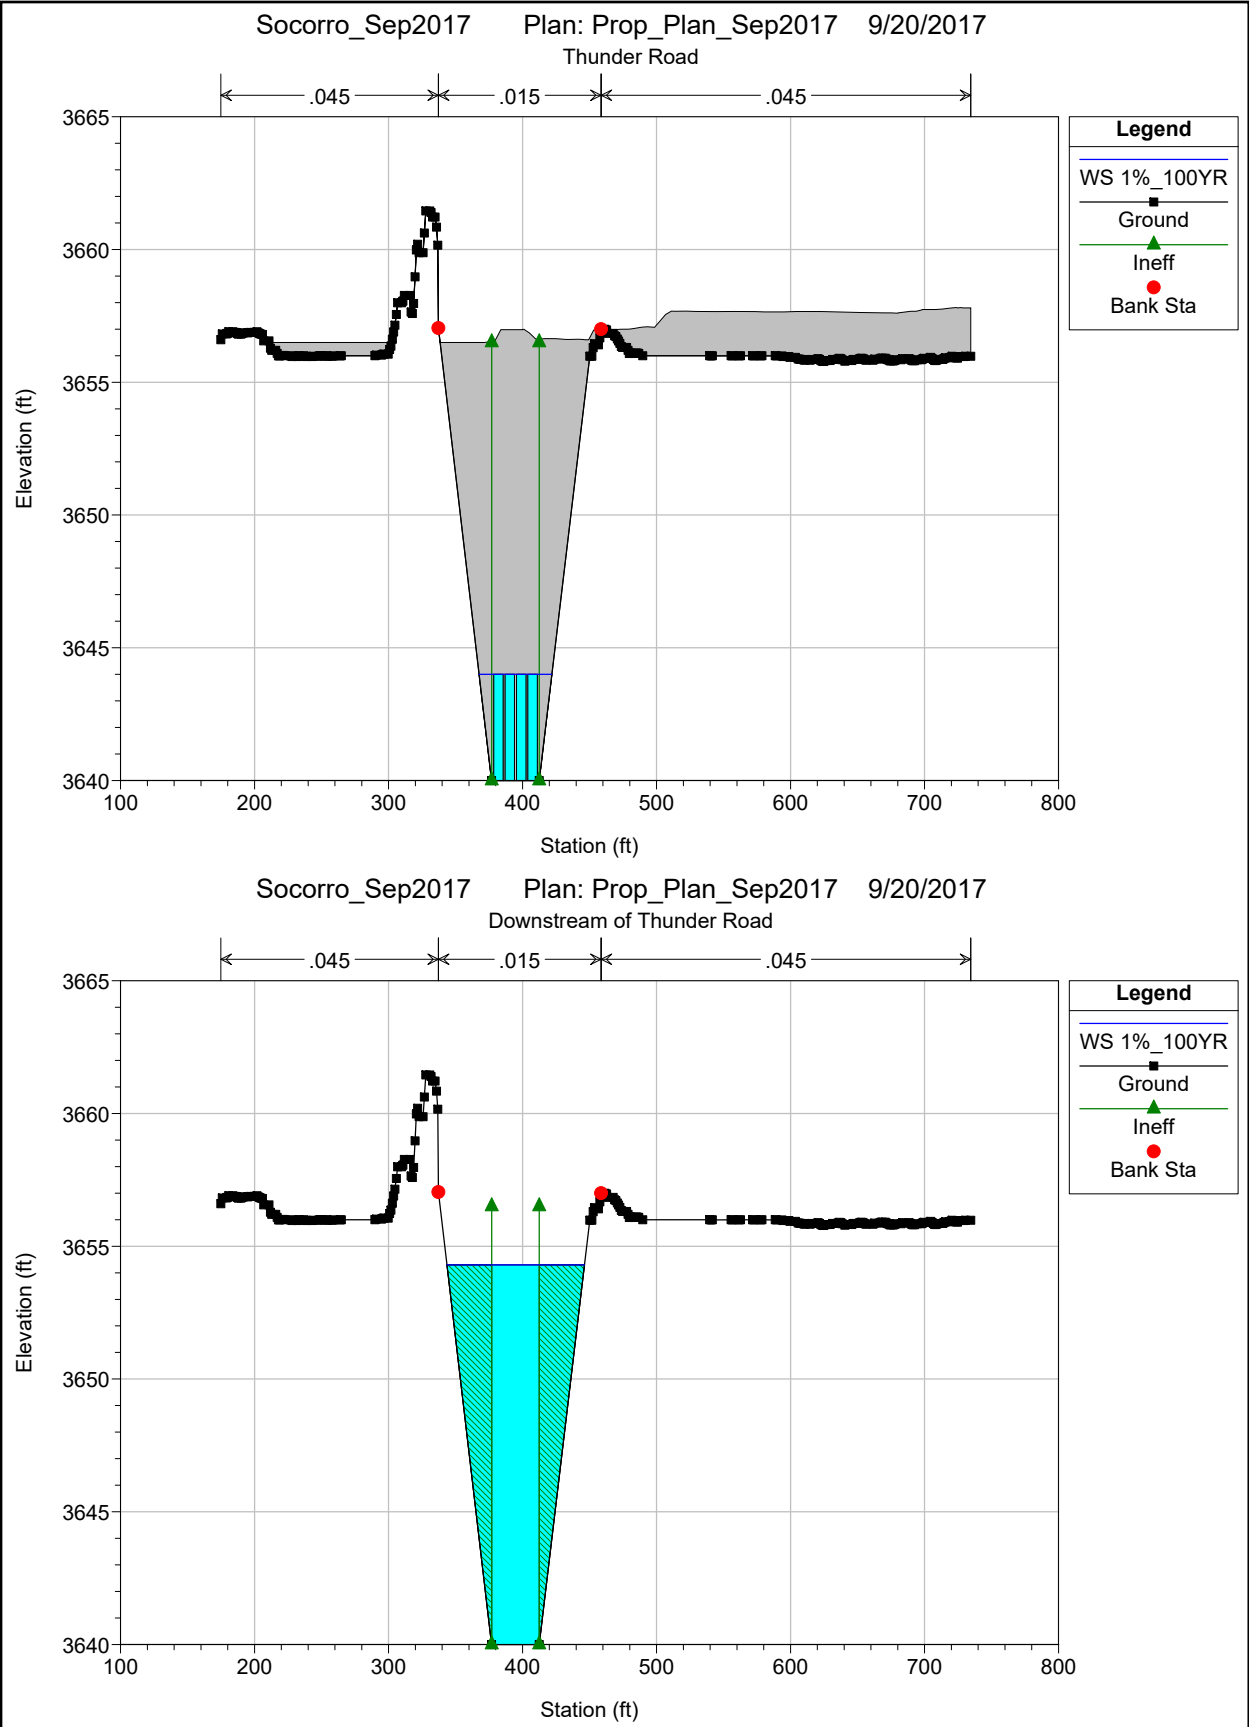 Socorro_Sep2017 Plan: Prop_Plan_Sep2017 9/20/2017
Thunder Road
.045 .015 .045
Legend
WS 1%_100YR
Ground
Ineff
Bank Sta
3665
3660
3655
3650
3645
3640
Elevation (ft)
100 200 300 400 500 600 700 800
Station (ft)
Socorro_Sep2017 Plan: Prop_Plan_Sep2017 9/20/2017
Downstream of Thunder Road
.045 .015 .045
Legend
WS 1%_100YR
Ground
Ineff
Bank Sta
3665
3660
3655
3650
3645
3640
Elevation (ft)
100 200 300 400 500 600 700 800
Station (ft)